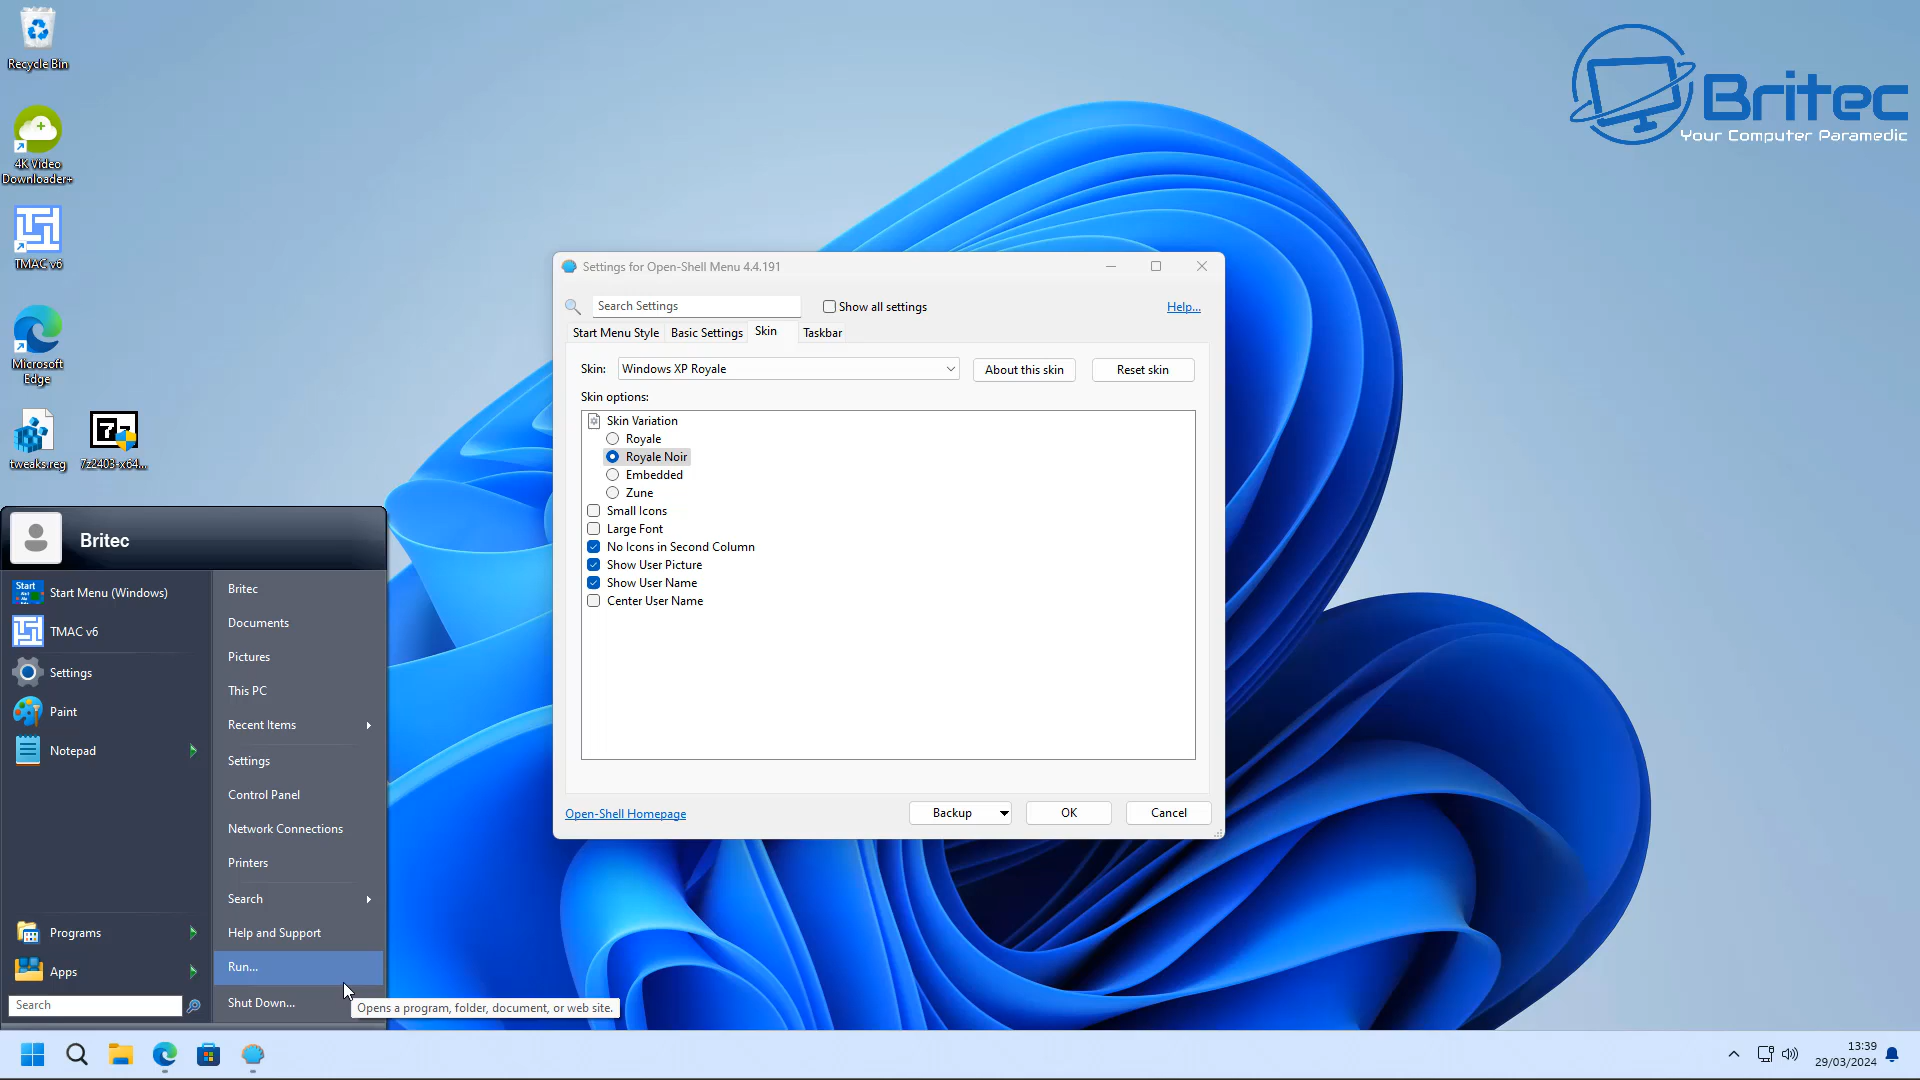 Recycle Bin
4K Video
Downloader+
TMAC v6
Microsoft
Edge
tweaks.reg
7z2403-x64...
Britec
Your Computer Paramedic
Settings for Open-Shell Menu 4.4.191
Search Settings
Show all settings
Help...
Start Menu Style
Basic Settings
Skin
Taskbar
Skin:
Windows XP Royale
About this skin
Reset skin
Skin options:
Skin Variation
Royale
Royale Noir
Embedded
Zune
Small Icons
Large Font
No Icons in Second Column
Show User Picture
Show User Name
Center User Name
Open-Shell Homepage
Backup
OK
Cancel
Britec
Start
Start Menu (Windows)
TMAC v6
Settings
Paint
Notepad
Programs
Apps
Search
Britec
Documents
Pictures
This PC
Recent Items
Settings
Control Panel
Network Connections
Printers
Search
Help and Support
Run...
Shut Down...
Opens a program, folder, document, or web site.
13:39
29/03/2024